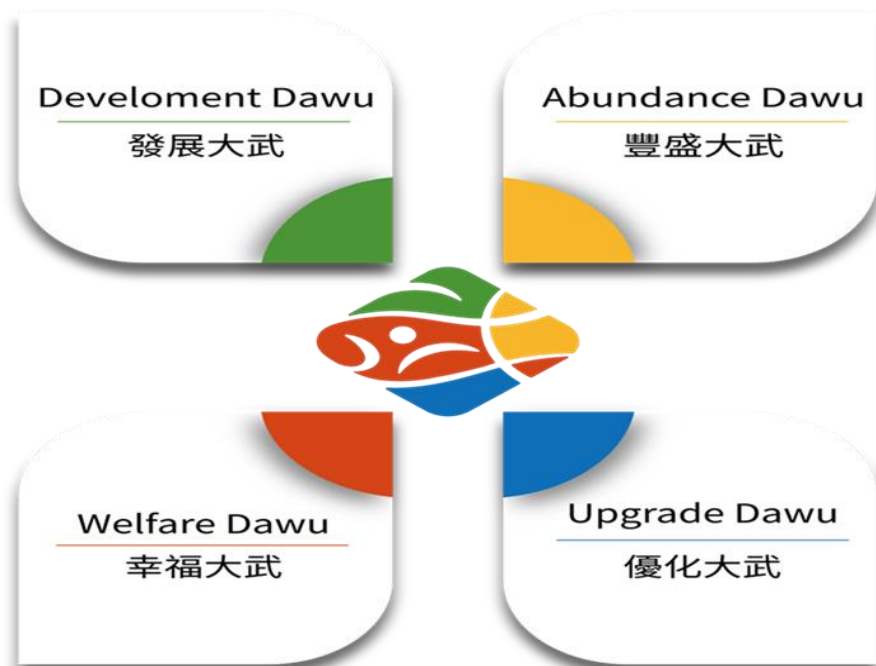 Develoment Dawu
發展大武
Abundance Dawu
豐盛大武
Welfare Dawu
幸福大武
Upgrade Dawu
優化大武